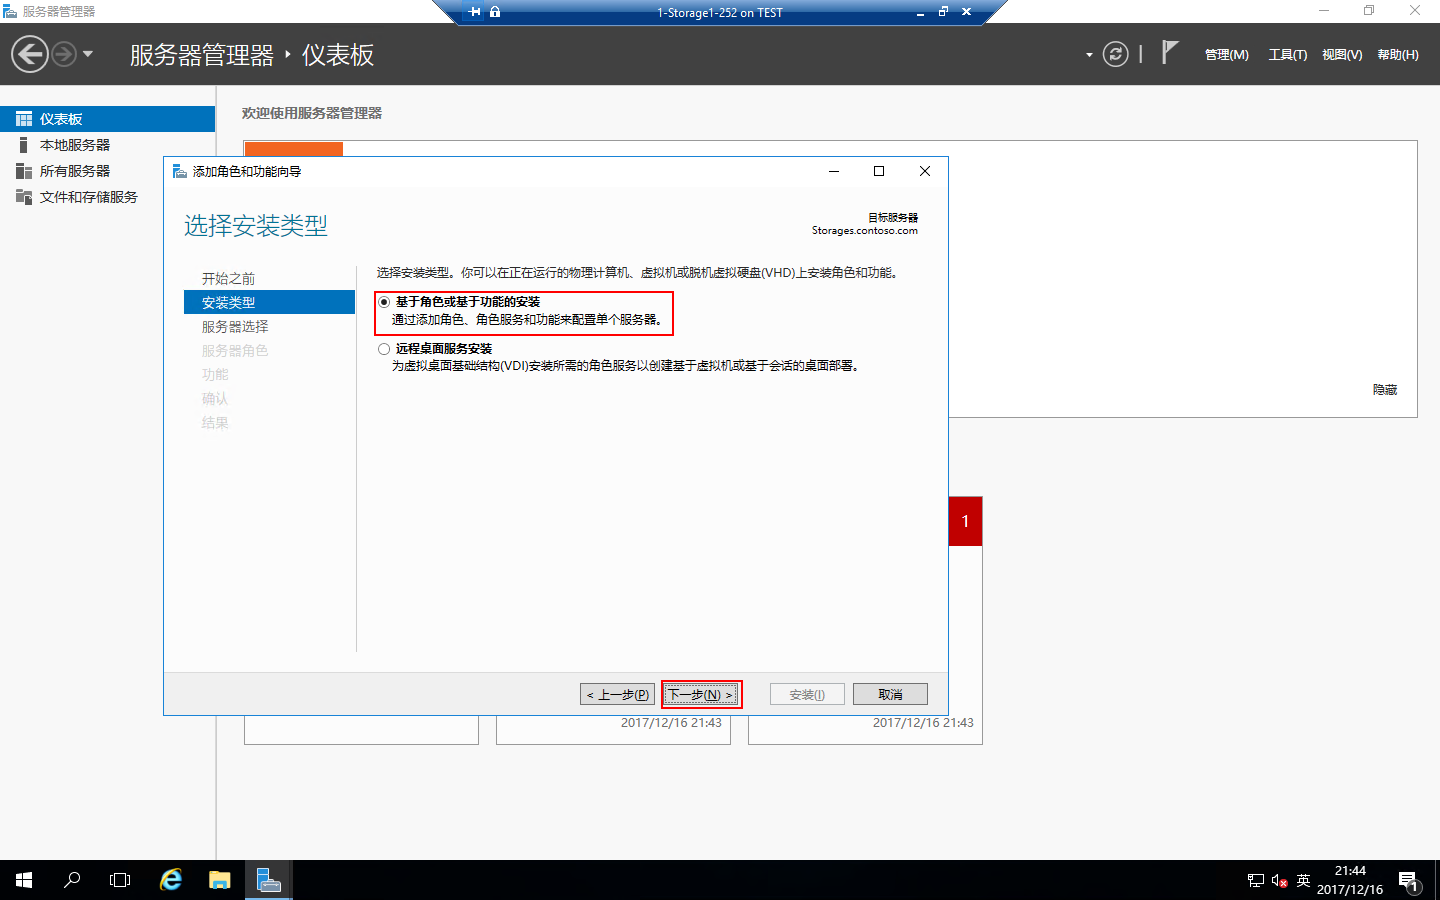 服务器管理器
1-Storage1-252 on TEST
服务器管理器 ‣ 仪表板
管理(M) 工具(T) 视图(V) 帮助(H)
仪表板
本地服务器
所有服务器
文件和存储服务
欢迎使用服务器管理器
添加角色和功能向导
选择安装类型
目标服务器
Storages.contoso.com
开始之前
安装类型
服务器选择
服务器角色
功能
确认
结果
选择安装类型。你可以在正在运行的物理计算机、虚拟机或脱机虚拟硬盘(VHD)上安装角色和功能。
基于角色或基于功能的安装
通过添加角色、角色服务和功能来配置单个服务器。
远程桌面服务安装
为虚拟桌面基础结构(VDI)安装所需的角色服务以创建基于虚拟机或基于会话的桌面部署。
隐藏
1
< 上一步(P) 下一步(N) > 安装(I) 取消
2017/12/16 21:43 2017/12/16 21:43
英
21:44
2017/12/16
1